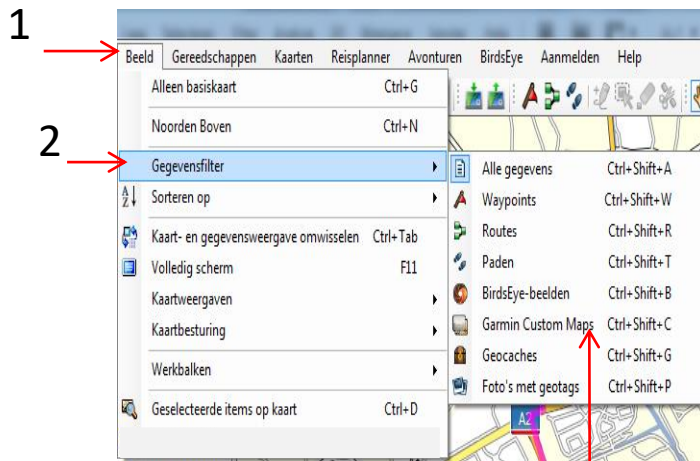 1
Beeld Gereedschappen Kaarten Reisplanner Avonturen BirdsEye Aanmelden Help
Alleen basiskaart Ctrl+G
Noorden Boven Ctrl+N
2
Gegevensfilter
Sorteren op
Kaart- en gegevensweergave omwisselen Ctrl+Tab
Volledig scherm F11
Kaartweergaven
Kaartbesturing
Werkbalken
Geselecteerde items op kaart Ctrl+D
Alle gegevens Ctrl+Shift+A
Waypoints Ctrl+Shift+W
Routes Ctrl+Shift+R
Paden Ctrl+Shift+T
BirdsEye-beelden Ctrl+Shift+B
Garmin Custom Maps Ctrl+Shift+C
Geocaches Ctrl+Shift+G
Foto's met geotags Ctrl+Shift+P
A2